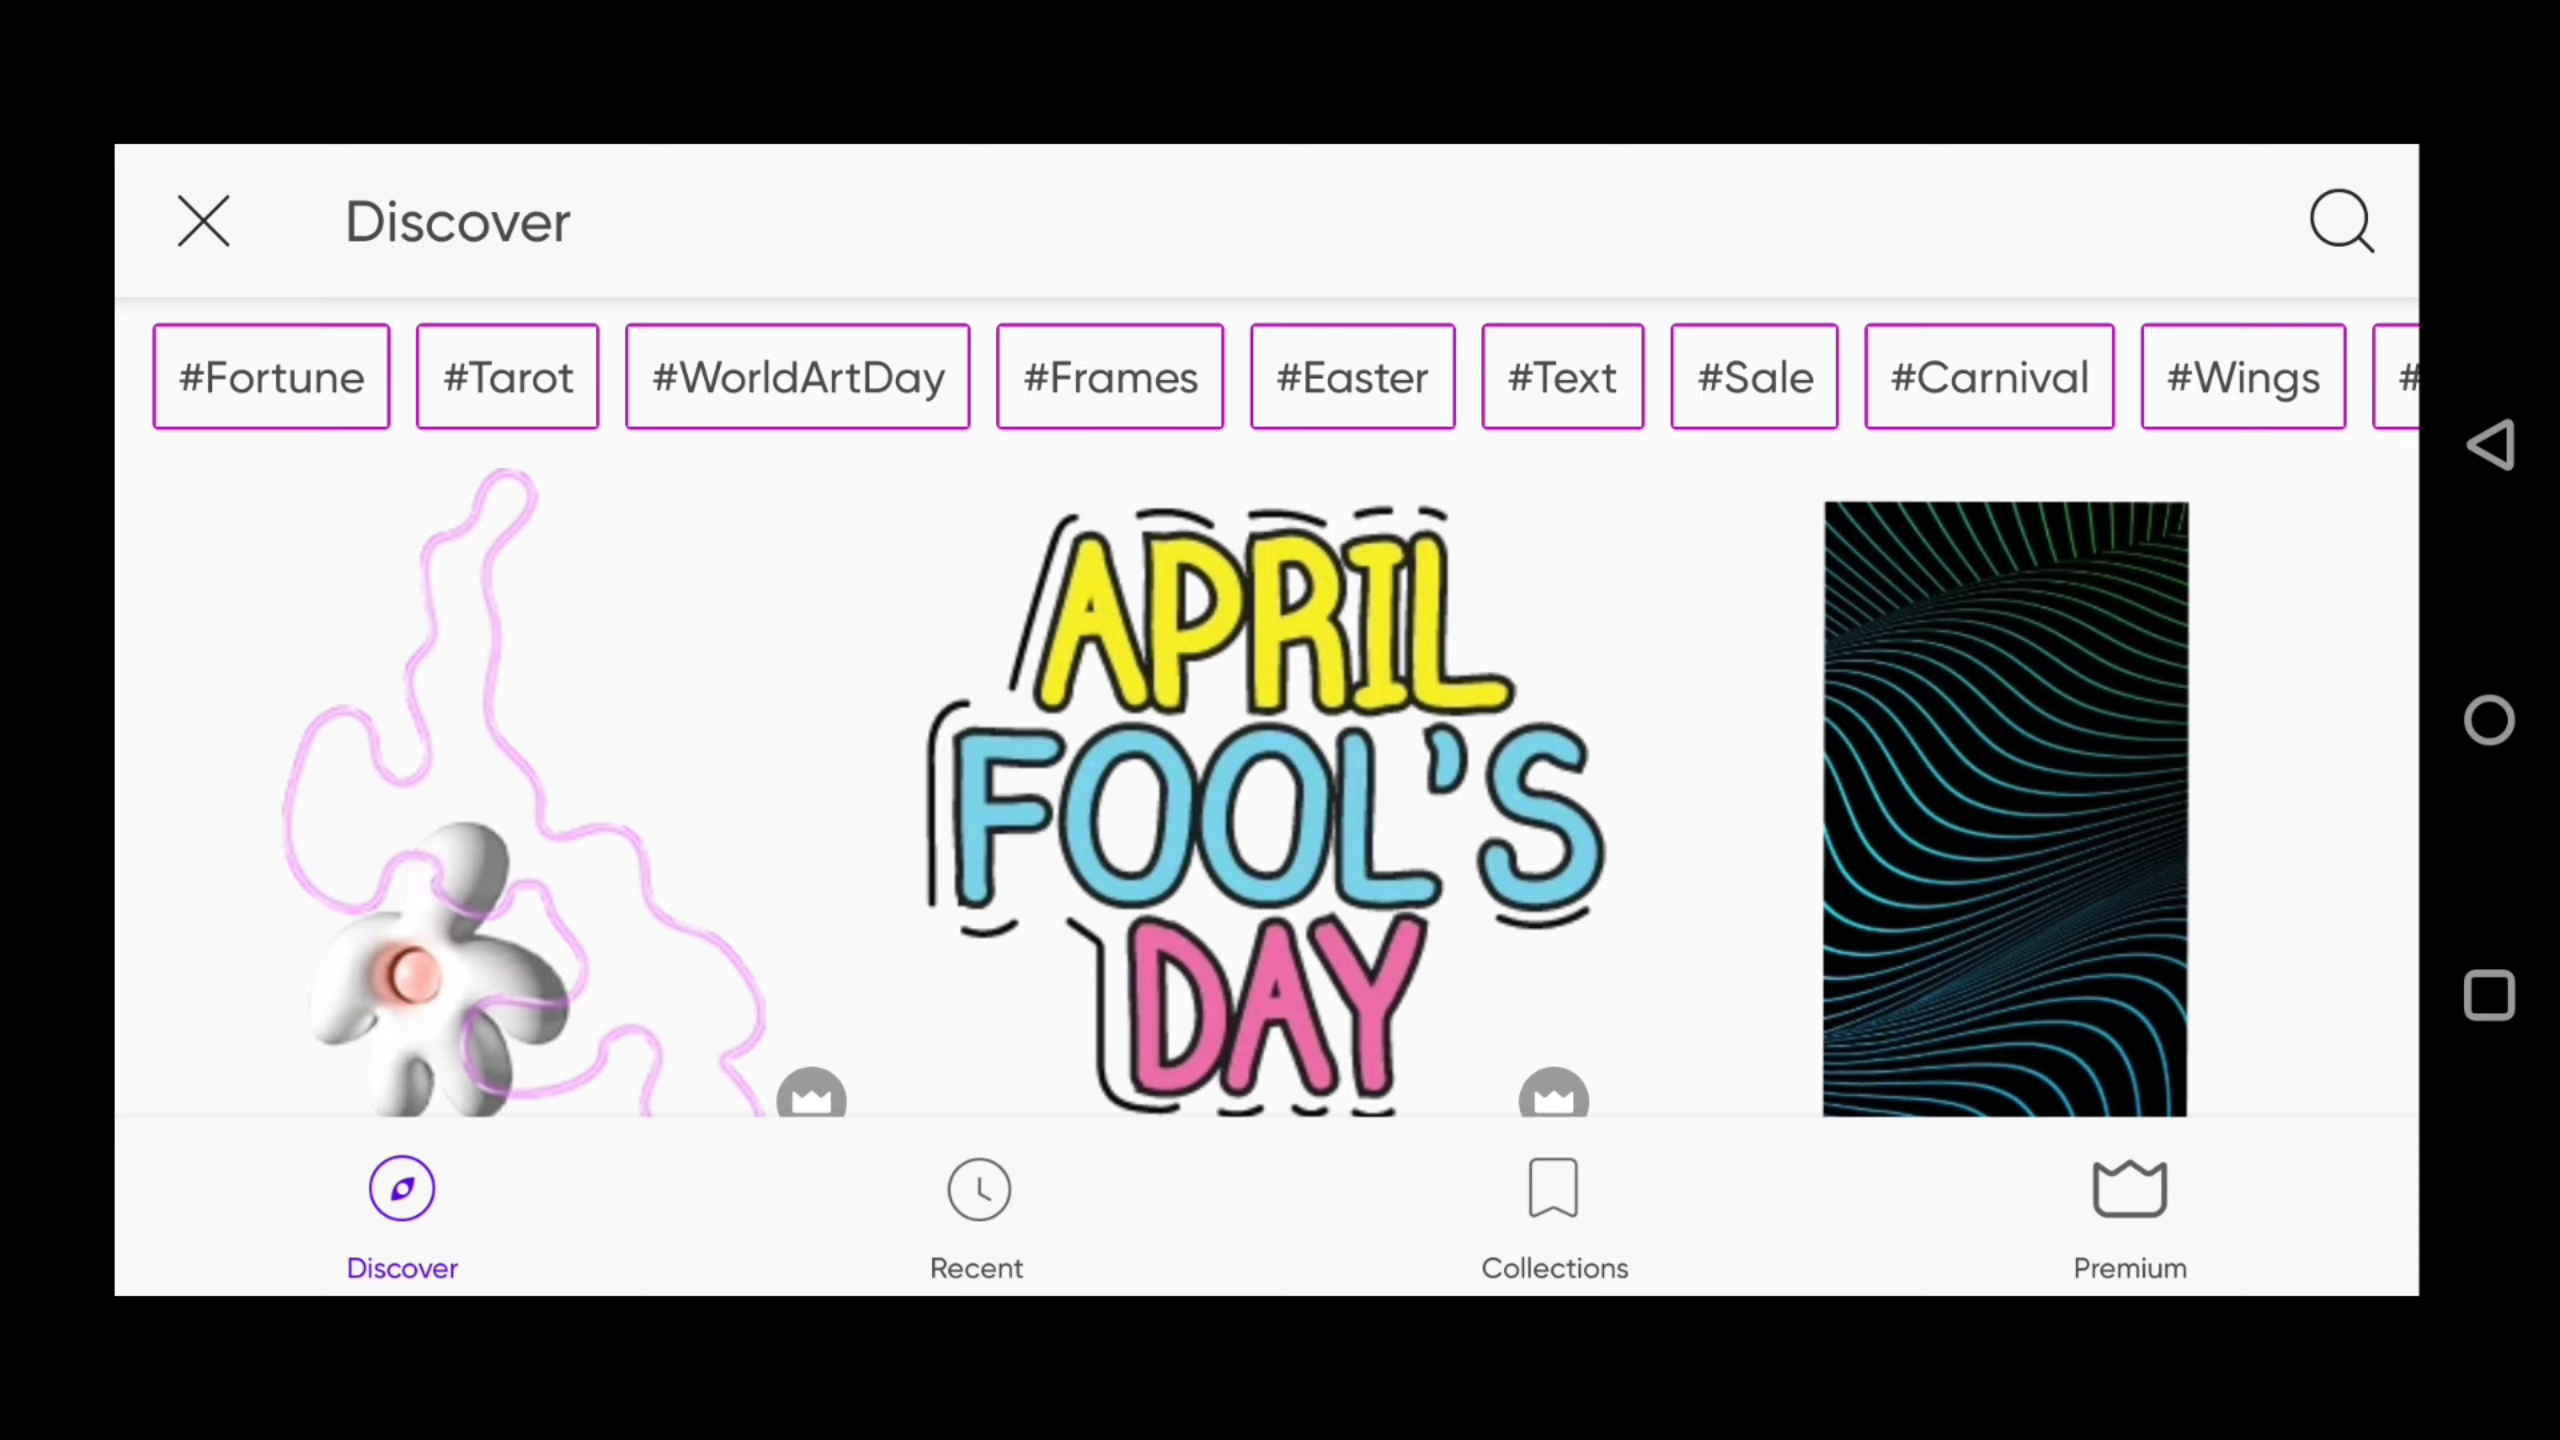 Discover
#Fortune #Tarot #WorldArtDay #Frames #Easter #Text #Sale #Carnival #Wings #
APRIL
FOOL'S
DAY
Discover Recent Collections Premium